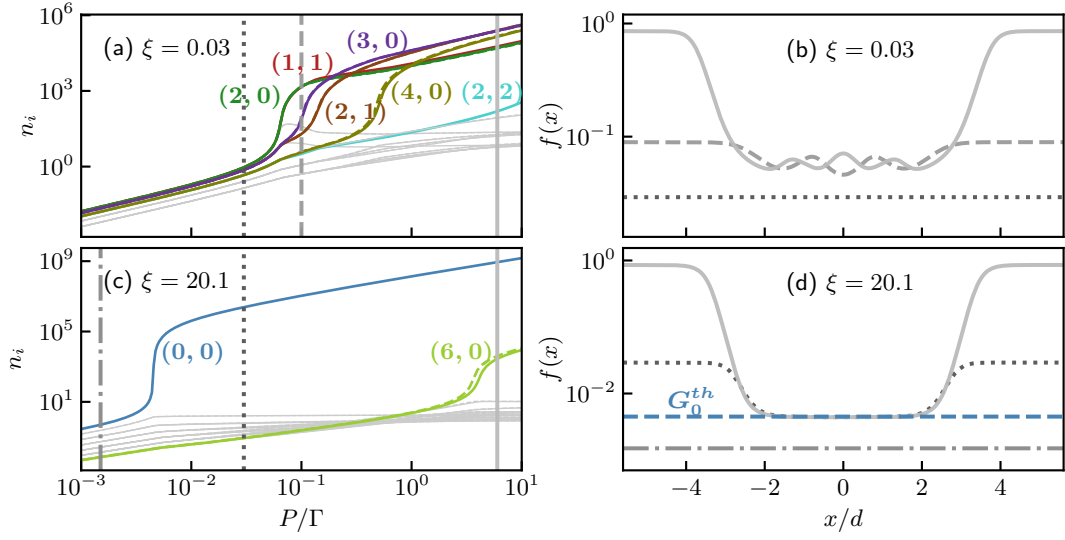 (a) ξ = 0.03
n_i
10^6
10^3
10^0
(3, 0)
(1, 1)
(2, 0)
(4, 0)
(2, 2)
(2, 1)
(b) ξ = 0.03
f(x)
10^0
10^−1
(c) ξ = 20.1
n_i
10^9
10^5
10^1
(0, 0)
(6, 0)
10^−3
10^−2
10^−1
10^0
10^1
P/Γ
(d) ξ = 20.1
f(x)
10^0
10^−2
G_0^{th}
−4
−2
0
2
4
x/d